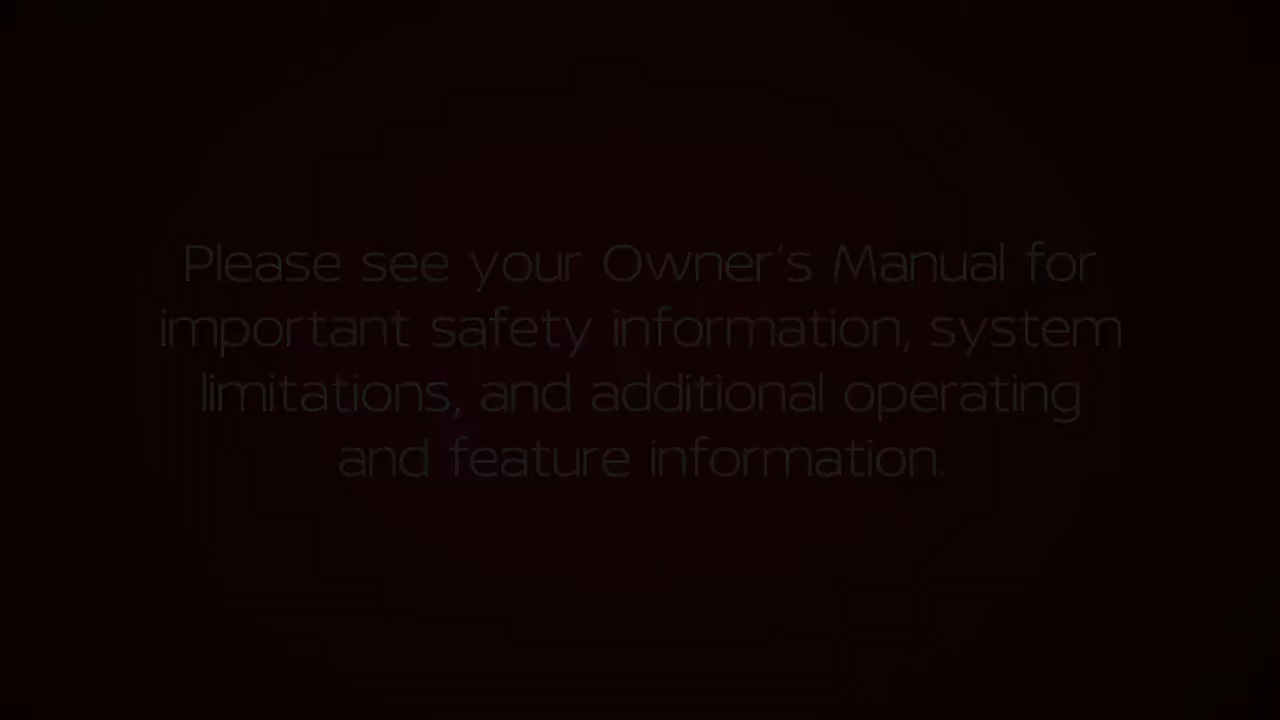 Please see your Owner's Manual for
important safety information, system
limitations, and additional operating
and feature information.